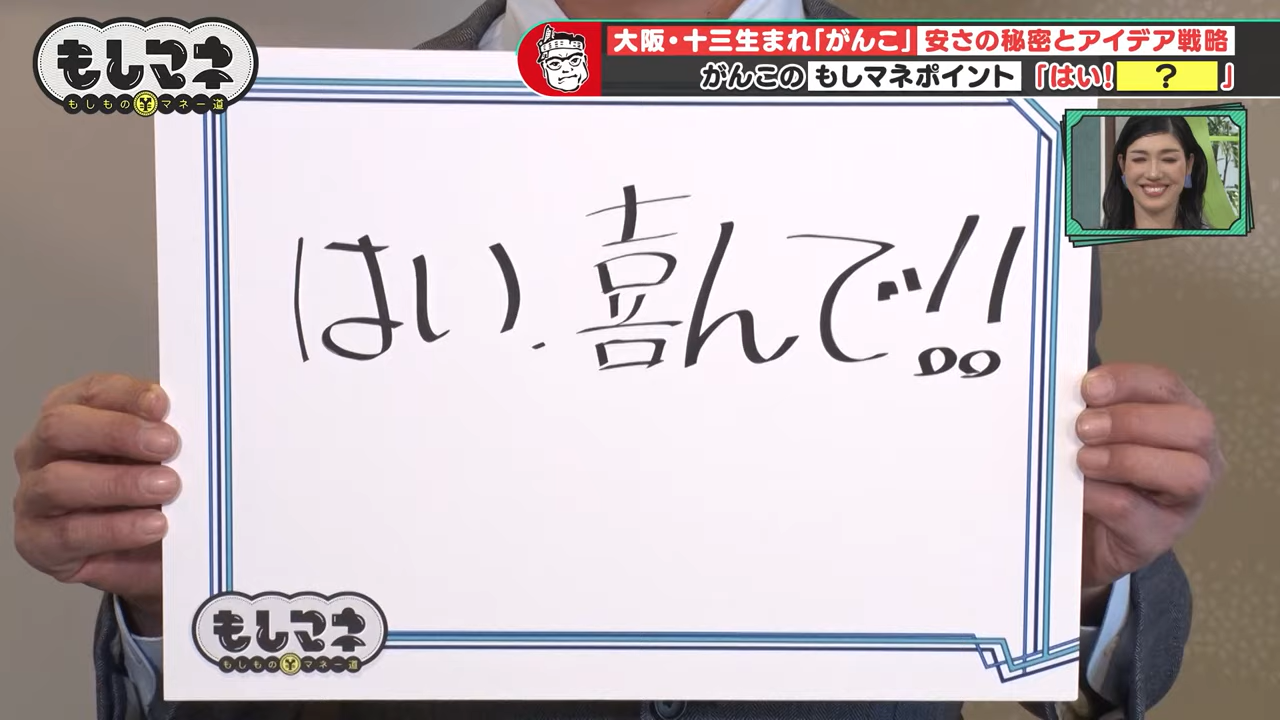 もしマネ
もしもの マネー道
大阪・十三生まれ「がんこ」 安さの秘密とアイデア戦略
がんこの もしマネポイント 「はい! ? 」
はい、喜んで!!
もしマネ
もしもの マネー道